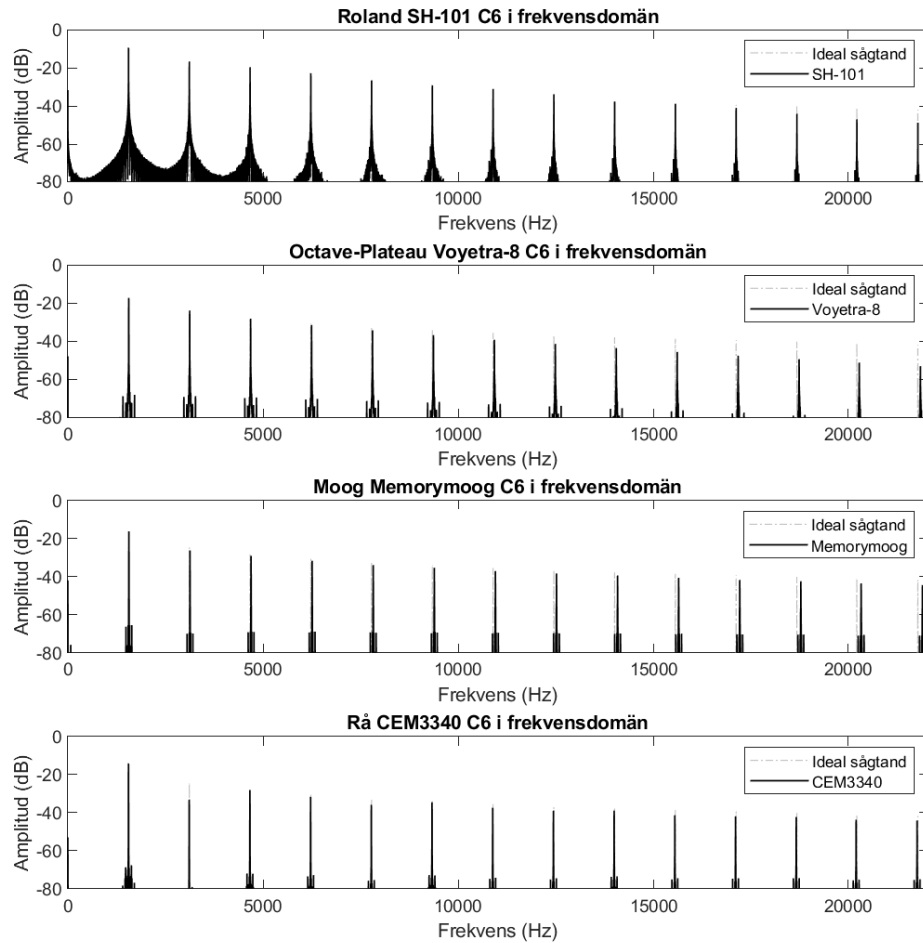 Roland SH-101 C6 i frekvensdomän
Amplitud (dB)
0
-20
-40
-60
-80
Ideal sågtand
SH-101
0 5000 10000 15000 20000
Frekvens (Hz)
Octave-Plateau Voyetra-8 C6 i frekvensdomän
Amplitud (dB)
0
-20
-40
-60
-80
Ideal sågtand
Voyetra-8
0 5000 10000 15000 20000
Frekvens (Hz)
Moog Memorymoog C6 i frekvensdomän
Amplitud (dB)
0
-20
-40
-60
-80
Ideal sågtand
Memorymoog
0 5000 10000 15000 20000
Frekvens (Hz)
Rå CEM3340 C6 i frekvensdomän
Amplitud (dB)
0
-20
-40
-60
-80
Ideal sågtand
CEM3340
0 5000 10000 15000 20000
Frekvens (Hz)